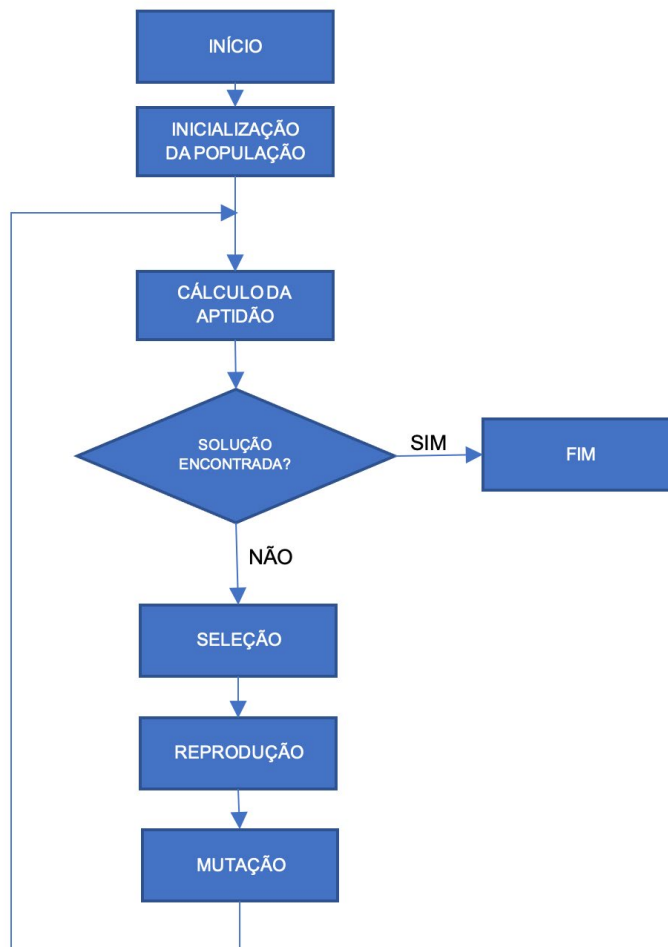 INÍCIO
INICIALIZAÇÃO
DA POPULAÇÃO
CÁLCULO DA
APTIDÃO
SOLUÇÃO
ENCONTRADA?
SIM
FIM
NÃO
SELEÇÃO
REPRODUÇÃO
MUTAÇÃO